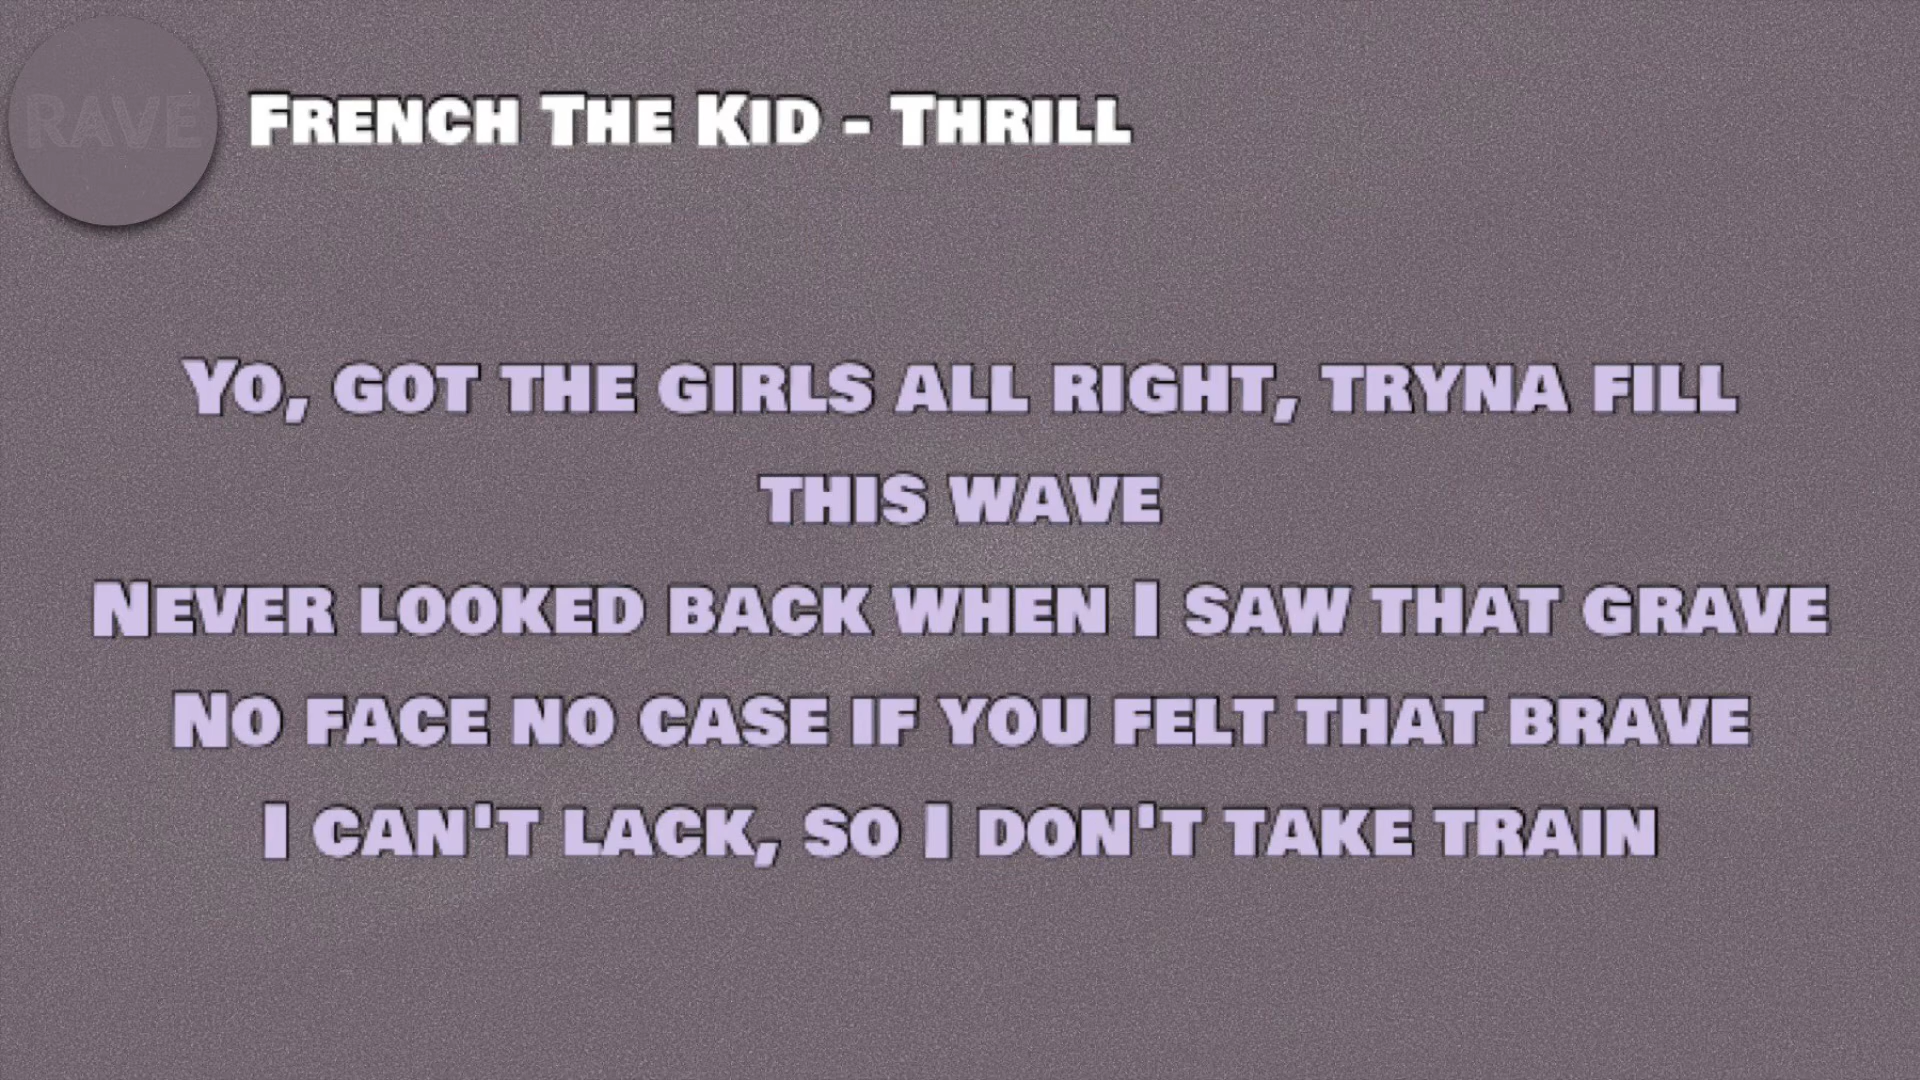 RAVE
French The Kid - Thrill
Yo, got the girls all right, tryna fill
this wave
Never looked back when I saw that grave
No face no case if you felt that brave
I can't lack, so I don't take train